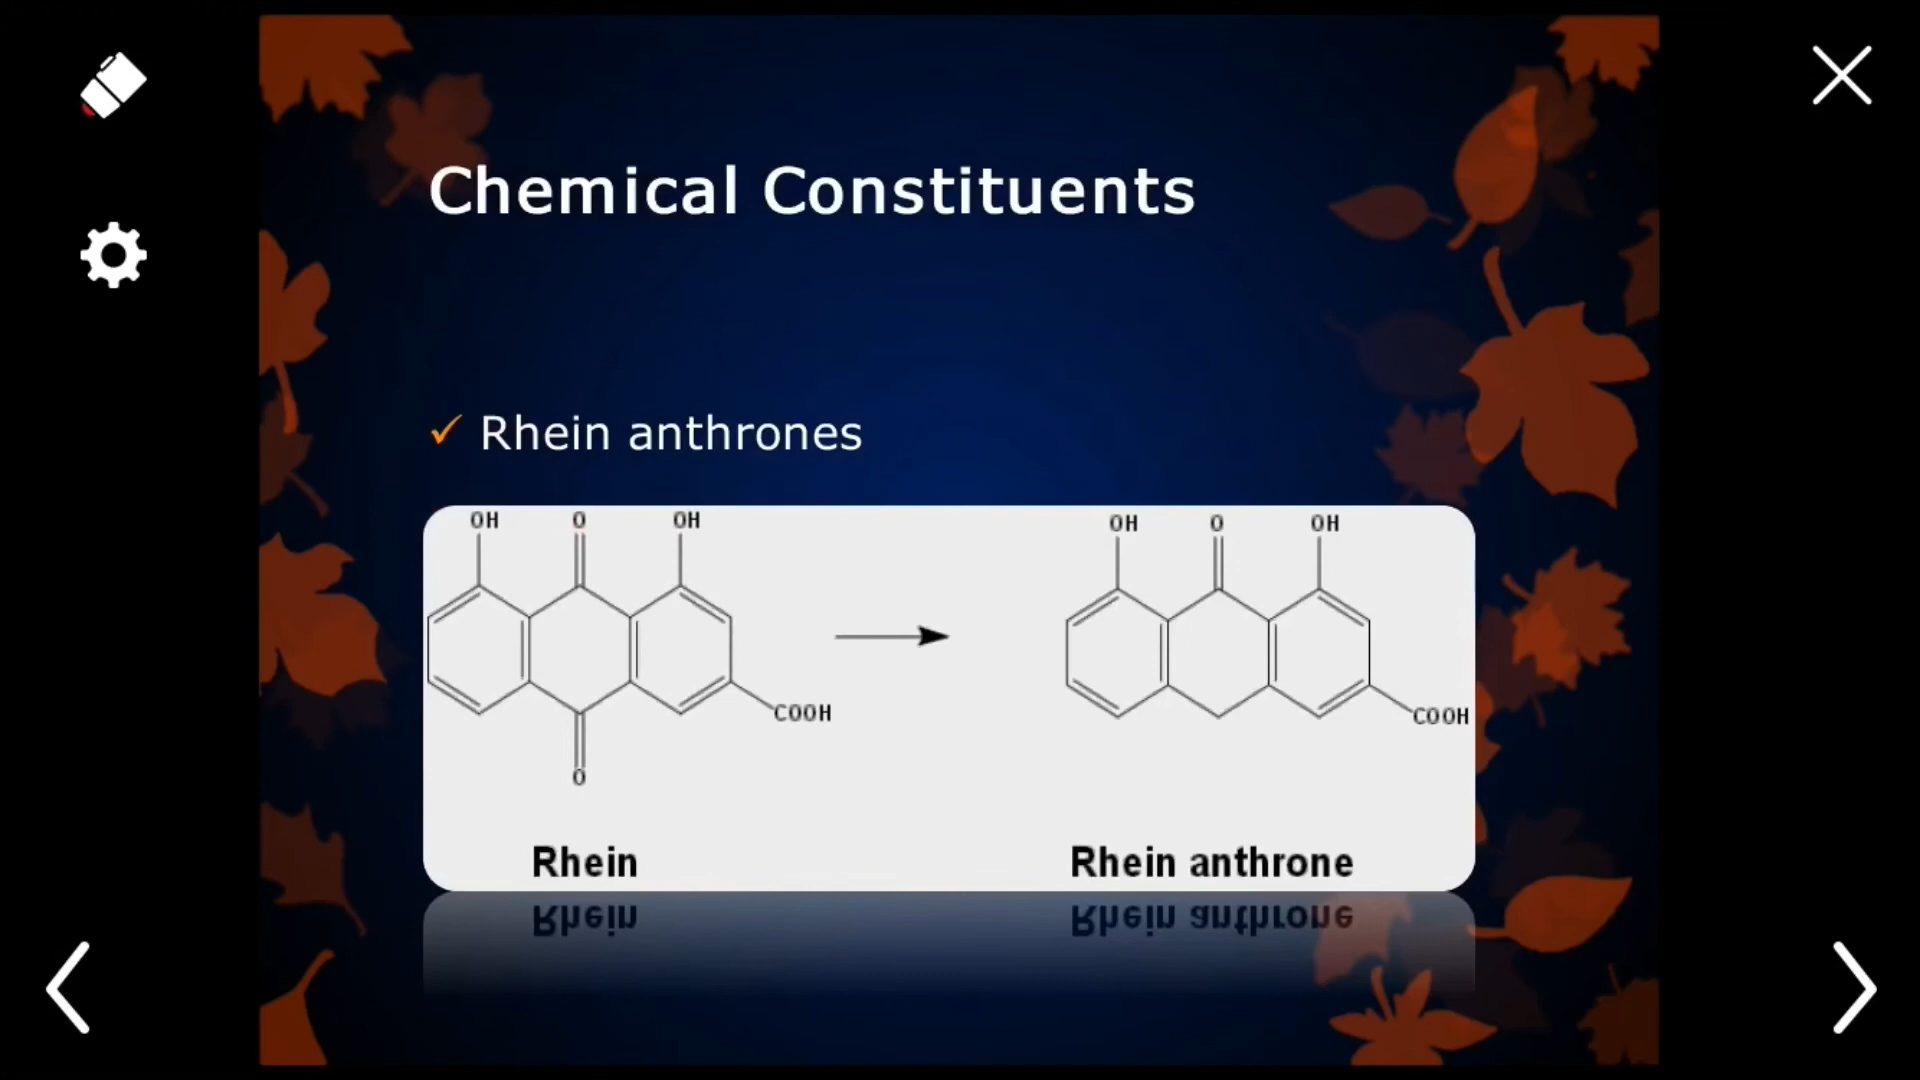 Chemical Constituents
✓ Rhein anthrones
OH O OH
COOH
O
OH O OH
COOH
Rhein
Rhein anthrone